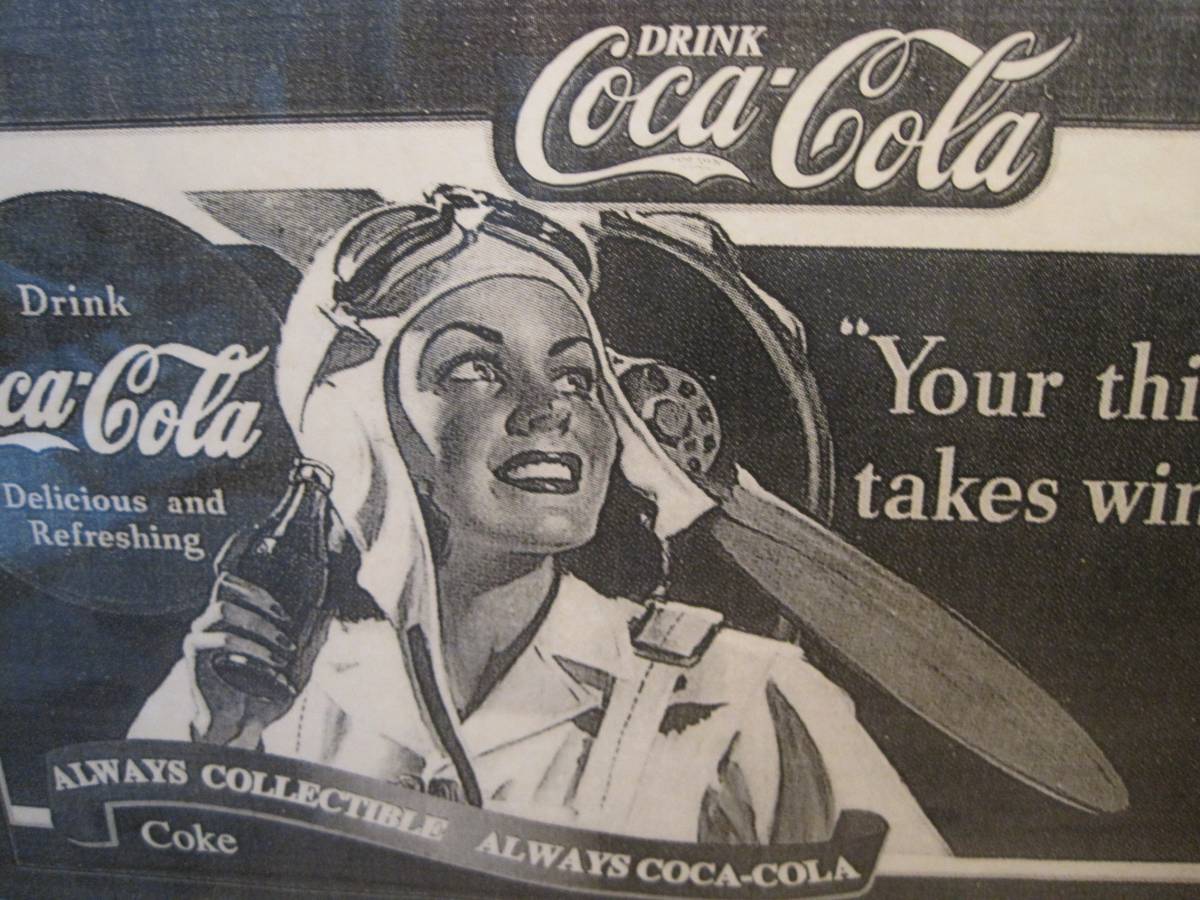 DRINK
Coca-Cola
Drink
ca-Cola
Delicious and
Refreshing
“Your thi
takes win
ALWAYS COLLECTIBLE ALWAYS COCA-COLA
Coke